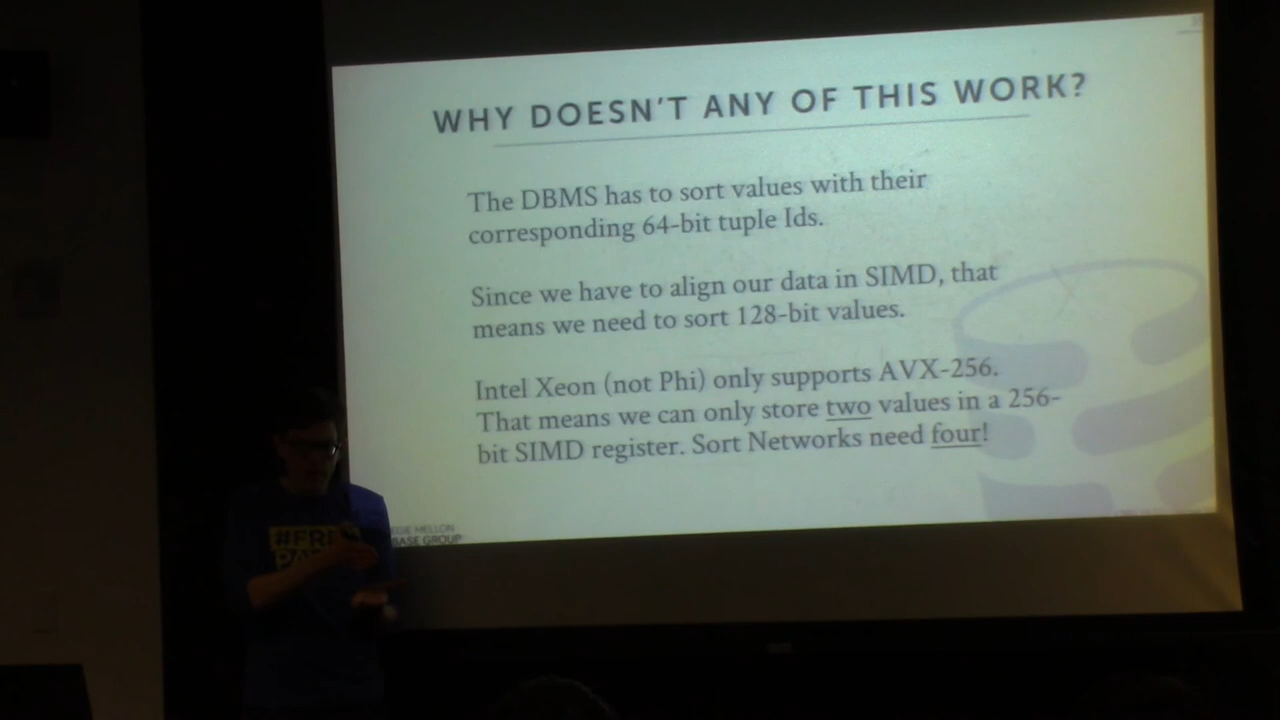 WHY DOESN'T ANY OF THIS WORK?
The DBMS has to sort values with their
corresponding 64-bit tuple Ids.
Since we have to align our data in SIMD, that
means we need to sort 128-bit values.
Intel Xeon (not Phi) only supports AVX-256.
That means we can only store two values in a 256-
bit SIMD register. Sort Networks need four!
MELLON
GROUP